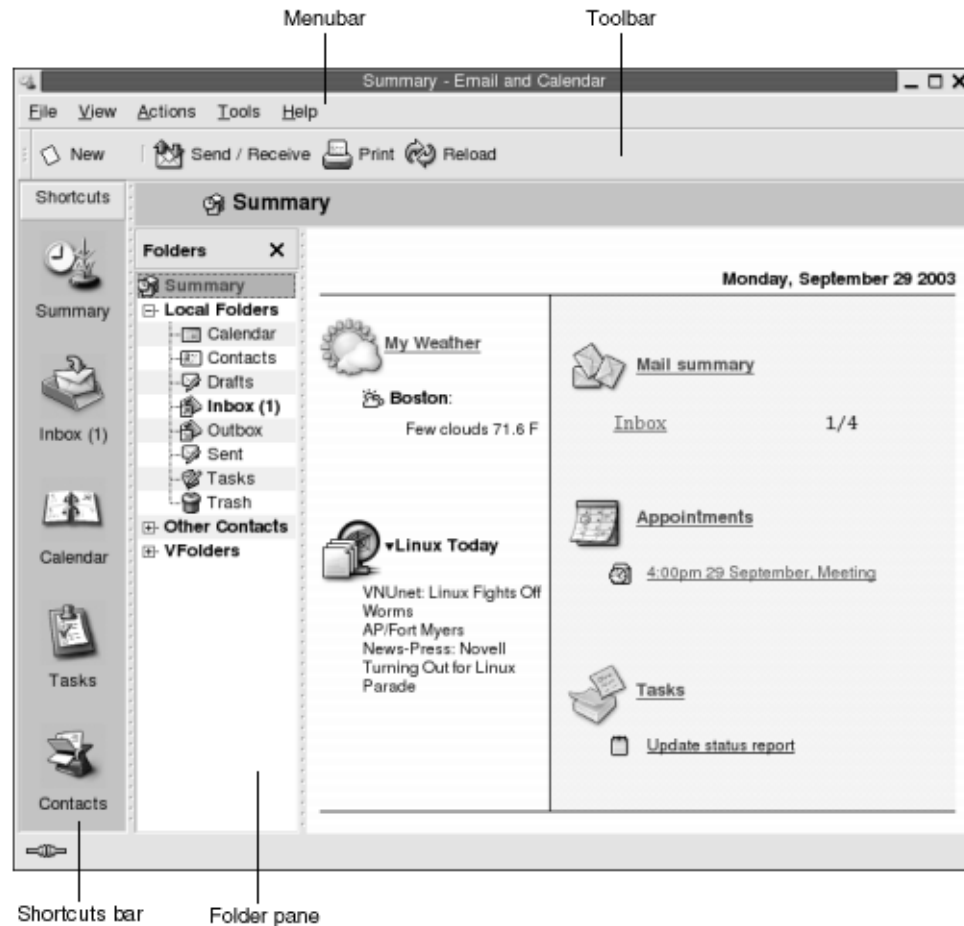 Menubar
Toolbar
Summary - Email and Calendar
File View Actions Tools Help
New Send / Receive Print Reload
Shortcuts
Summary
Inbox (1)
Calendar
Tasks
Contacts
Summary
Folders
Summary
Local Folders
Calendar
Contacts
Drafts
Inbox (1)
Outbox
Sent
Tasks
Trash
Other Contacts
VFolders
Monday, September 29 2003
My Weather
Boston:
Few clouds 71.6 F
Linux Today
VNUnet: Linux Fights Off
Worms
AP/Fort Myers
News-Press: Novell
Turning Out for Linux
Parade
Mail summary
Inbox 1/4
Appointments
4:00pm 29 September, Meeting
Tasks
Update status report
Shortcuts bar
Folder pane